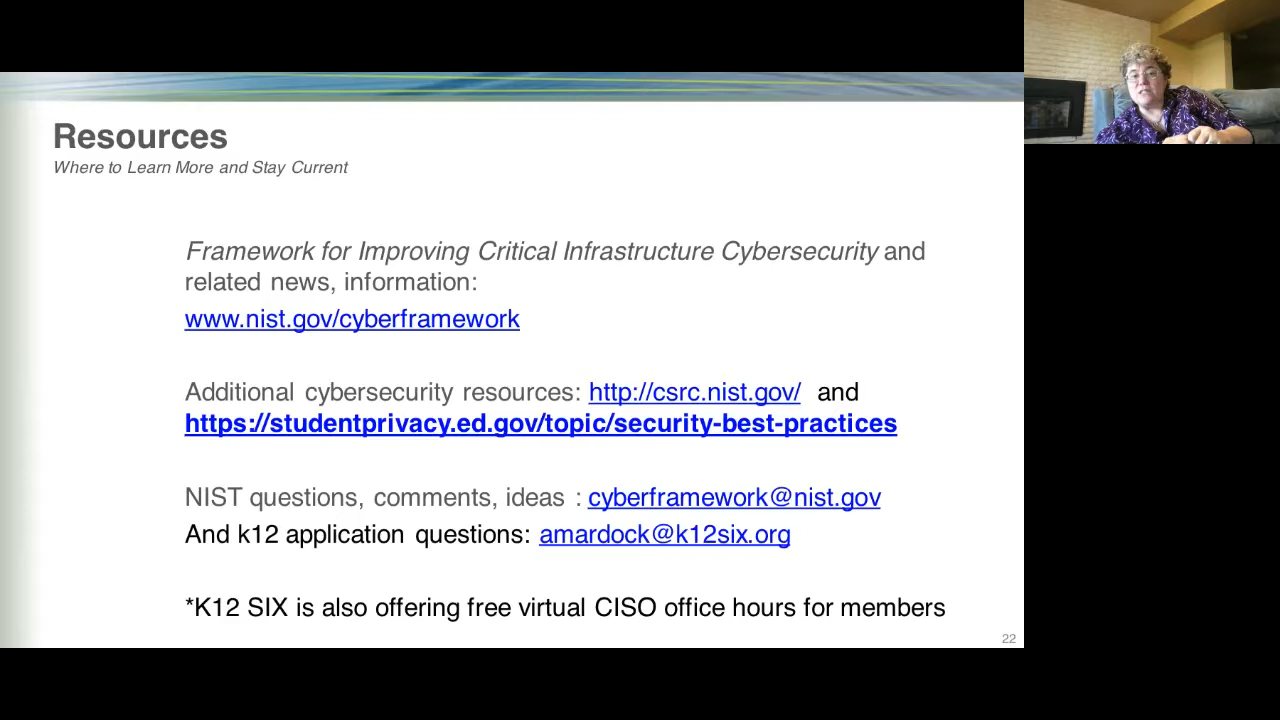 Resources
Where to Learn More and Stay Current
Framework for Improving Critical Infrastructure Cybersecurity and
related news, information:
www.nist.gov/cyberframework
Additional cybersecurity resources: http://csrc.nist.gov/ and
https://studentprivacy.ed.gov/topic/security-best-practices
NIST questions, comments, ideas : cyberframework@nist.gov
And k12 application questions: amardock@k12six.org
*K12 SIX is also offering free virtual CISO office hours for members
22